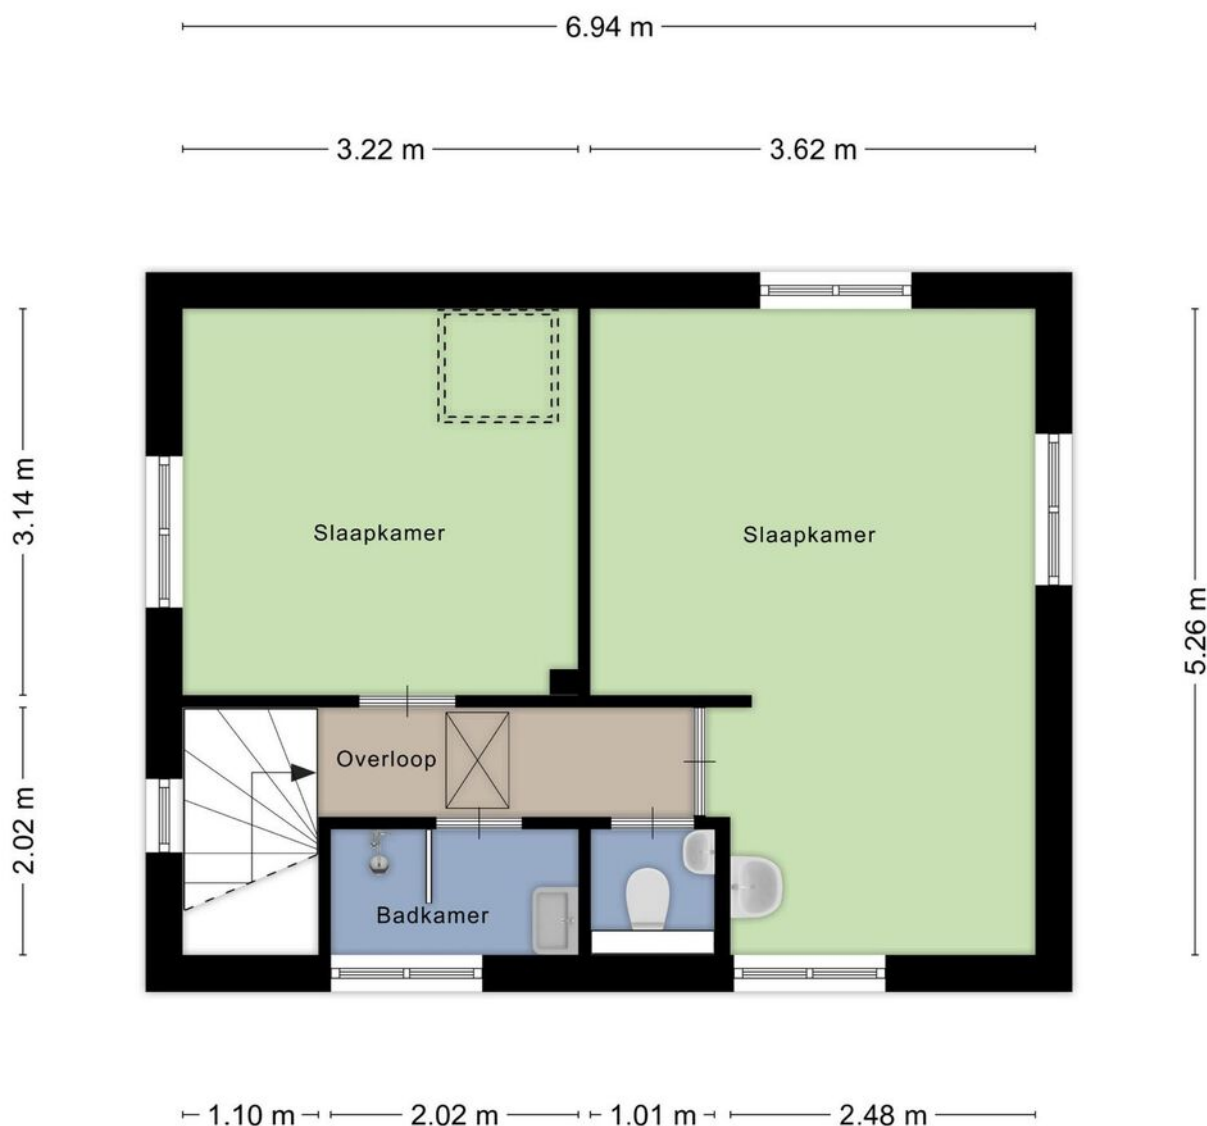 6.94 m
3.22 m
3.62 m
3.14 m
Slaapkamer
Slaapkamer
5.26 m
Overloop
2.02 m
Badkamer
1.10 m
2.02 m
1.01 m
2.48 m